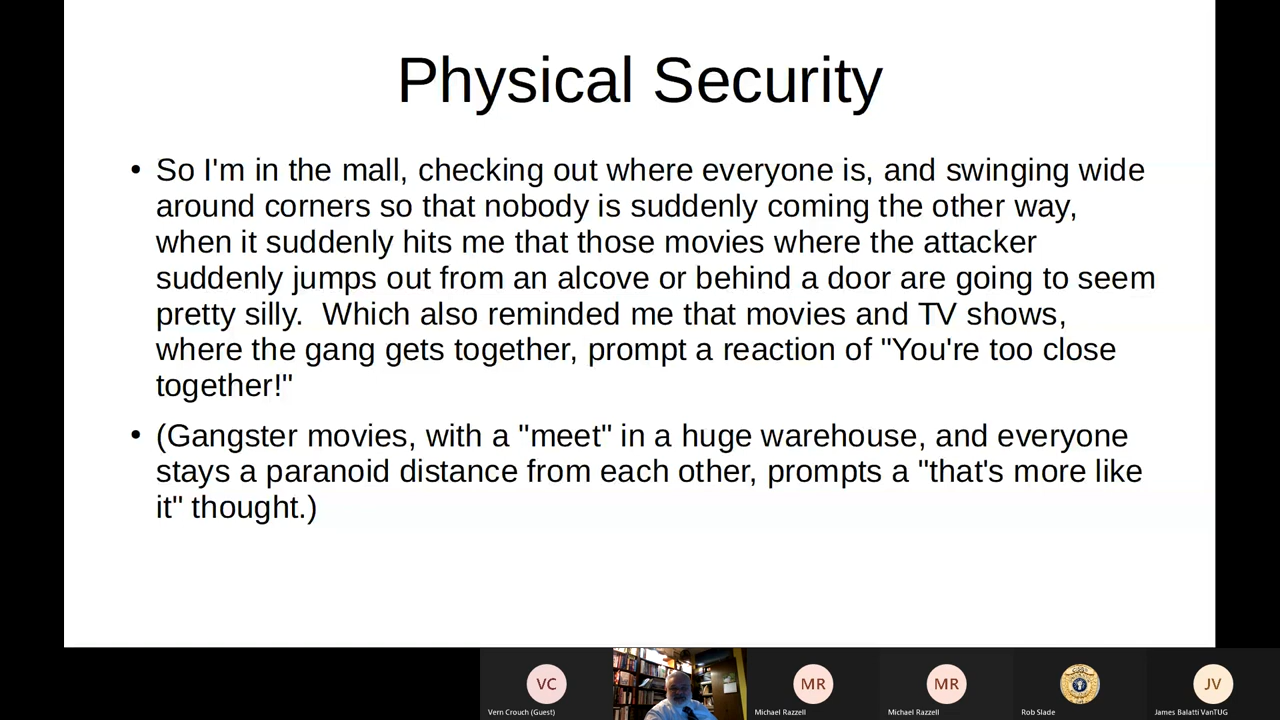 Physical Security
• So I'm in the mall, checking out where everyone is, and swinging wide
around corners so that nobody is suddenly coming the other way,
when it suddenly hits me that those movies where the attacker
suddenly jumps out from an alcove or behind a door are going to seem
pretty silly.  Which also reminded me that movies and TV shows,
where the gang gets together, prompt a reaction of "You're too close
together!"
• (Gangster movies, with a "meet" in a huge warehouse, and everyone
stays a paranoid distance from each other, prompts a "that's more like
it" thought.)
VC
MR
MR
JV
Vern Crouch (Guest)
Michael Razzell
Michael Razzell
Rob Slade
James Balatti VanTUG